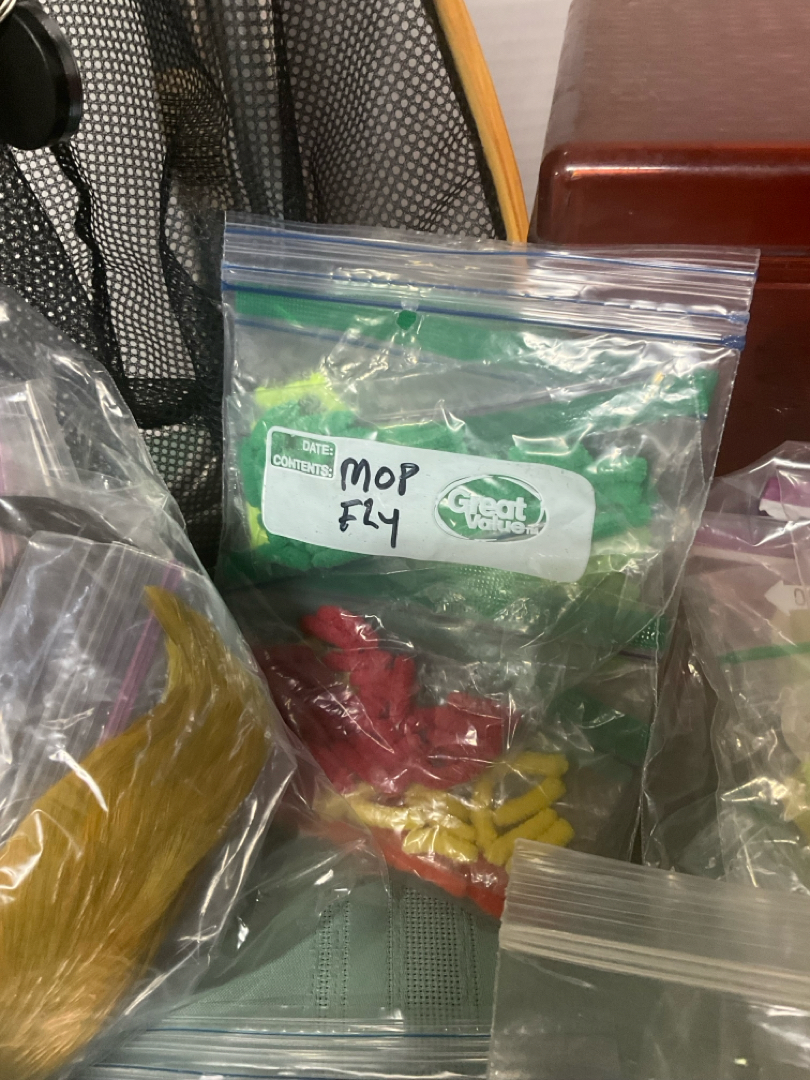 DATE:
CONTENTS:
MOP
FLY
Great
Value